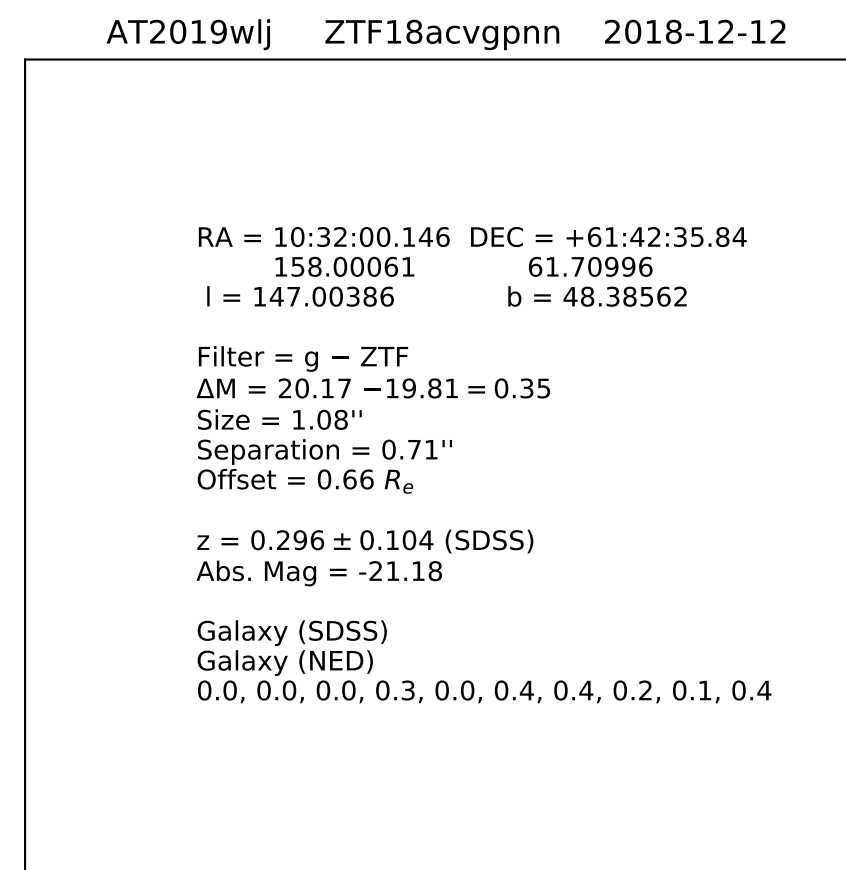 AT2019wlj ZTF18acvgpnn 2018-12-12
RA = 10:32:00.146 DEC = +61:42:35.84
158.00061 61.70996
l = 147.00386 b = 48.38562
Filter = g − ZTF
ΔM = 20.17 −19.81 = 0.35
Size = 1.08''
Separation = 0.71''
Offset = 0.66 Re
z = 0.296 ± 0.104 (SDSS)
Abs. Mag = -21.18
Galaxy (SDSS)
Galaxy (NED)
0.0, 0.0, 0.0, 0.3, 0.0, 0.4, 0.4, 0.2, 0.1, 0.4